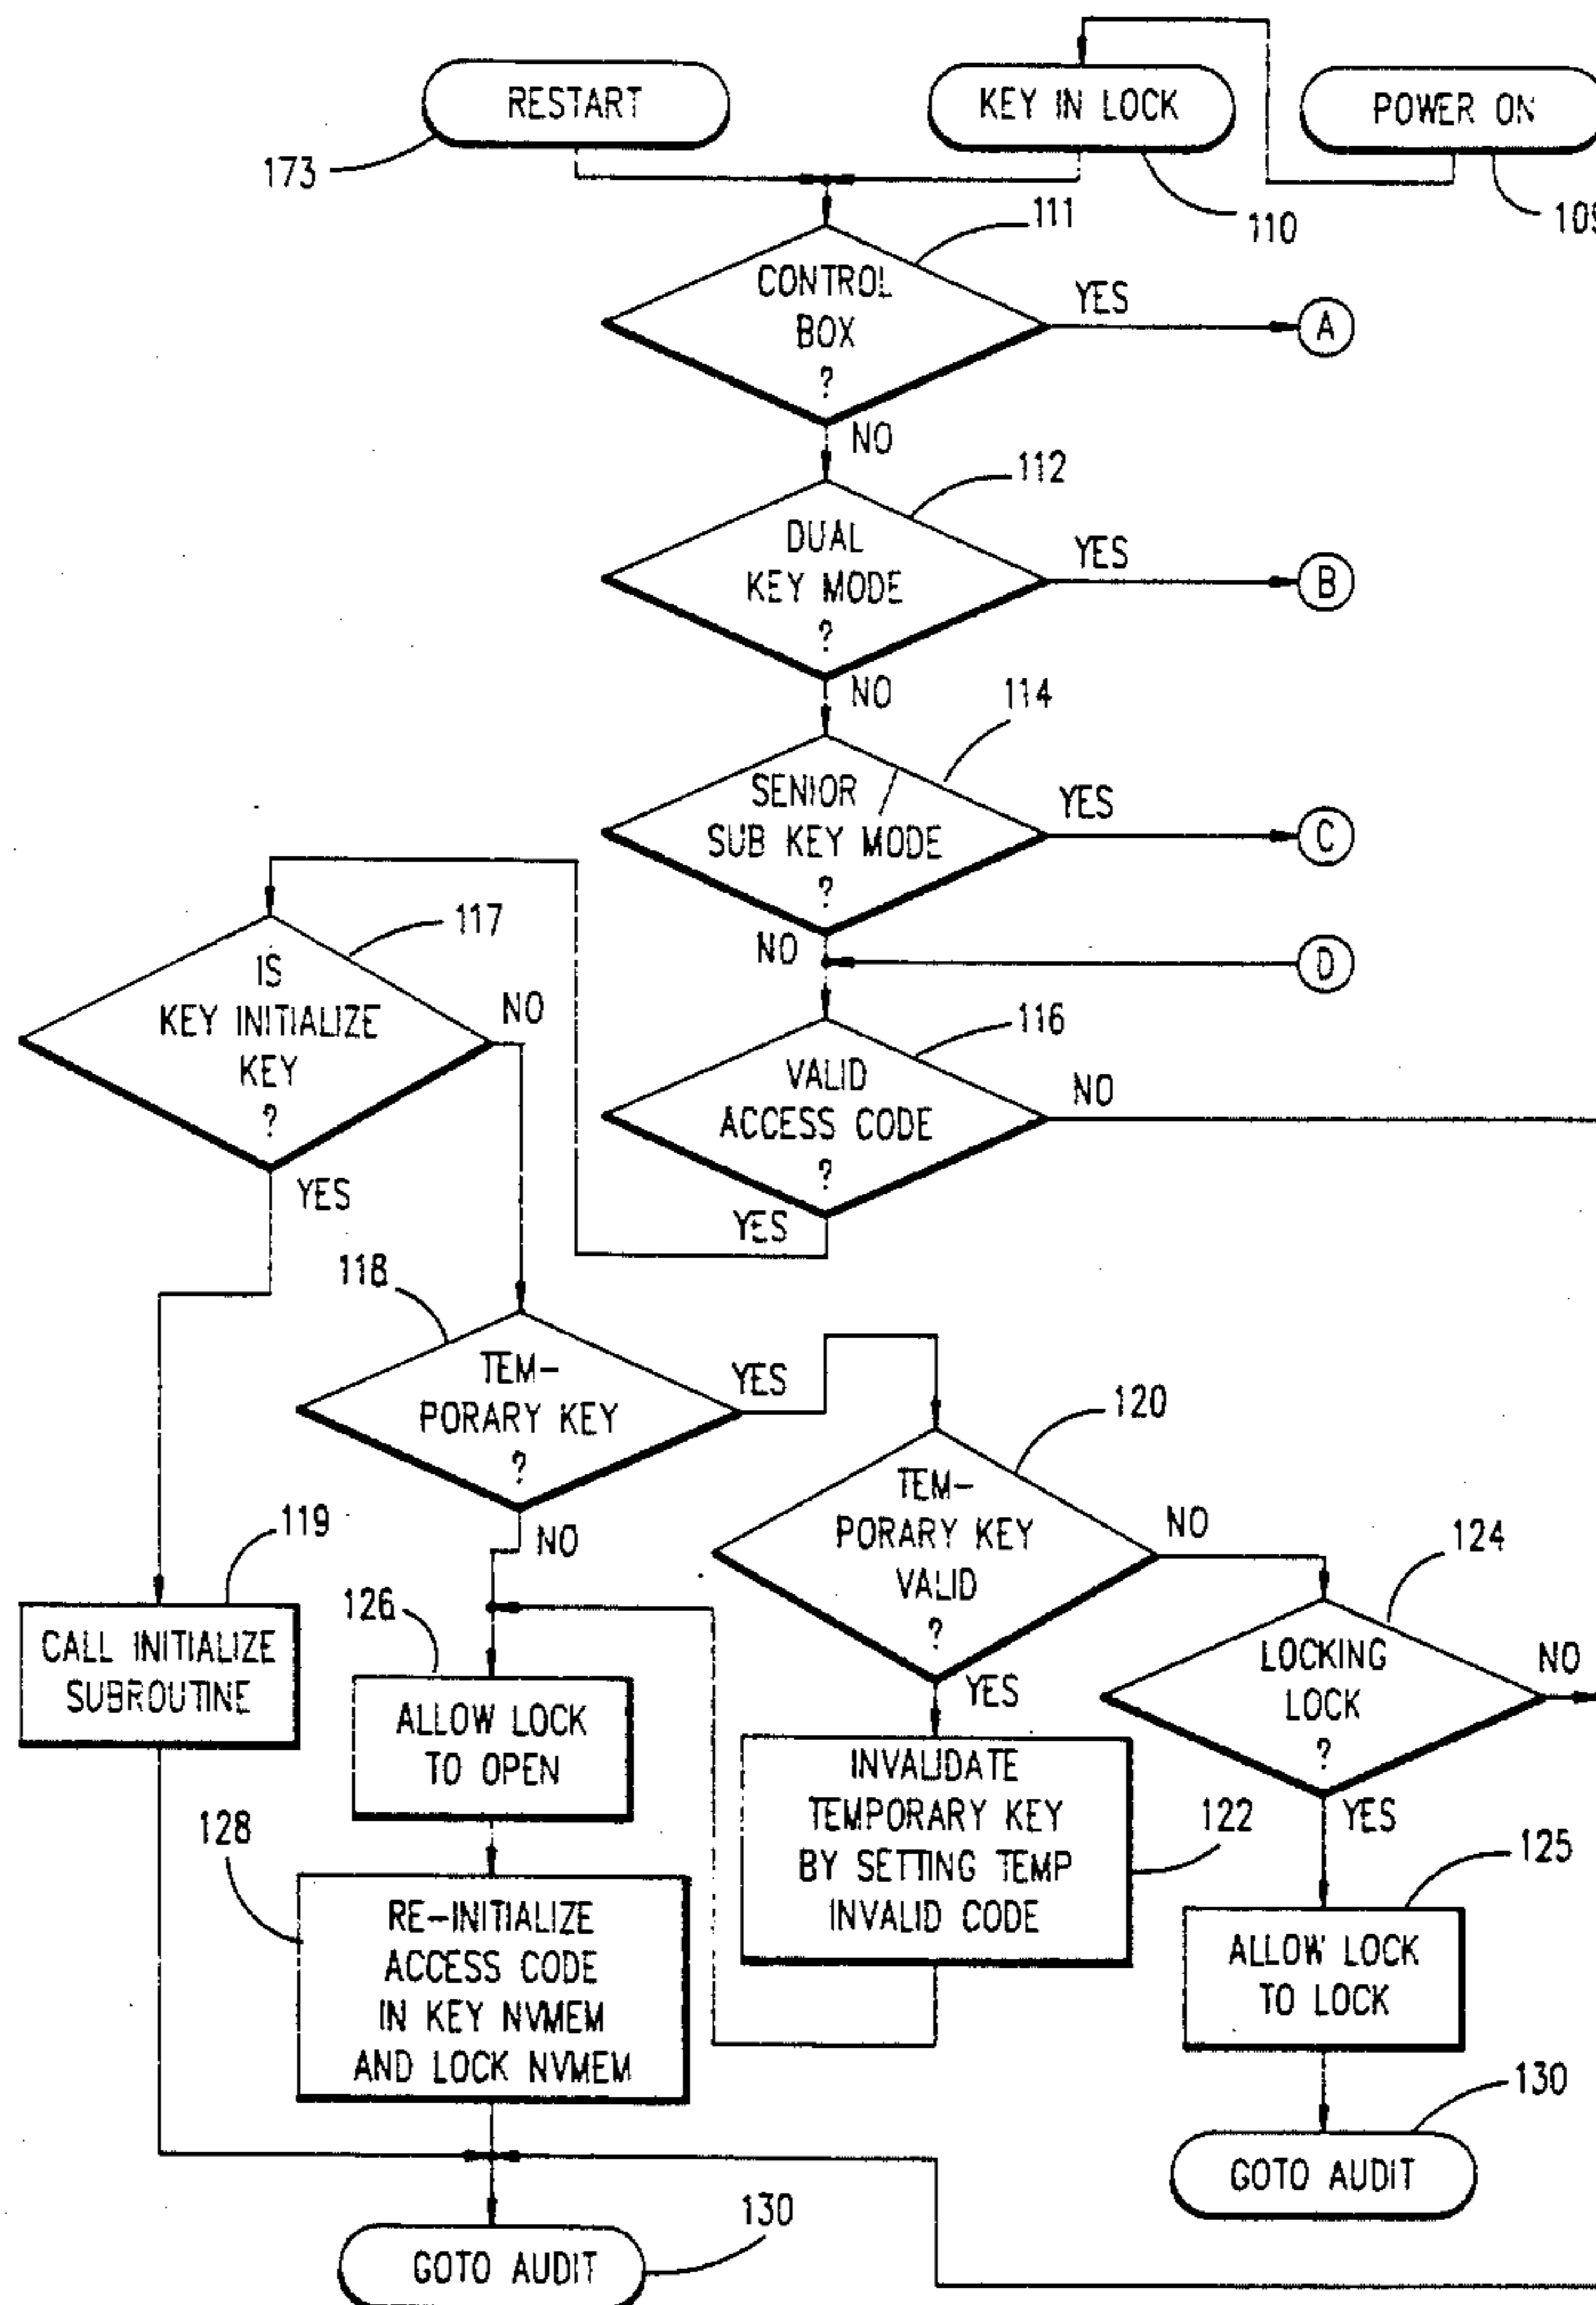 RESTART
KEY IN LOCK
POWER ON
173
110
111
CONTROL
BOX
?
YES
A
NO
112
DUAL
KEY MODE
?
YES
B
NO
114
SENIOR
SUB KEY MODE
?
YES
C
NO
D
117
IS
KEY INITIALIZE
KEY
?
NO
YES
116
VALID
ACCESS CODE
?
NO
YES
118
TEM-
PORARY KEY
?
YES
NO
120
TEM-
PORARY KEY
VALID
?
NO
YES
119
CALL INITIALIZE
SUBROUTINE
126
ALLOW LOCK
TO OPEN
124
LOCKING
LOCK
?
NO
YES
INVALIDATE
TEMPORARY KEY
BY SETTING TEMP
INVALID CODE
122
128
RE-INITIALIZE
ACCESS CODE
IN KEY NVMEM
AND LOCK NVMEM
125
ALLOW LOCK
TO LOCK
130
GOTO AUDIT
130
GOTO AUDIT